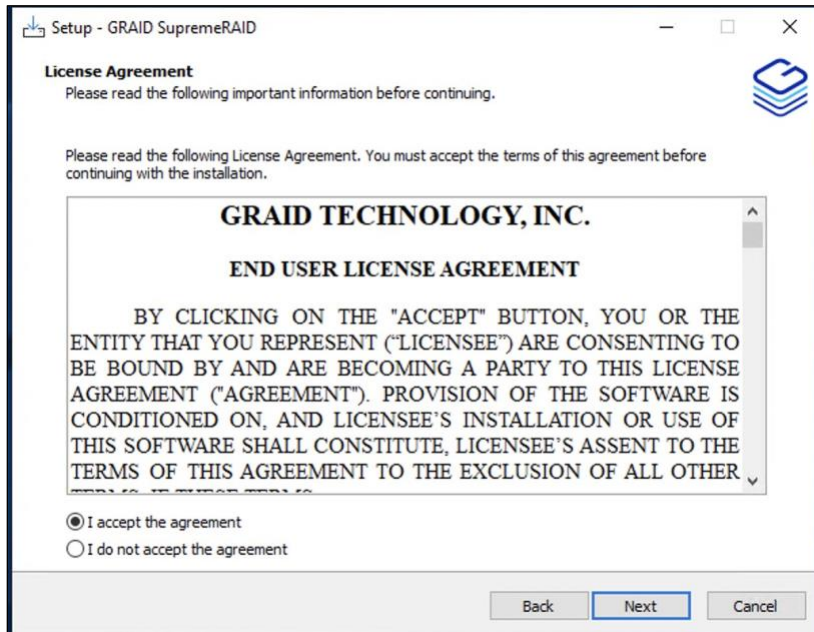 Setup - GRAID SupremeRAID
License Agreement
Please read the following important information before continuing.
Please read the following License Agreement. You must accept the terms of this agreement before
continuing with the installation.
GRAID TECHNOLOGY, INC.
END USER LICENSE AGREEMENT
BY CLICKING ON THE "ACCEPT" BUTTON, YOU OR THE
ENTITY THAT YOU REPRESENT (“LICENSEE”) ARE CONSENTING TO
BE BOUND BY AND ARE BECOMING A PARTY TO THIS LICENSE
AGREEMENT ("AGREEMENT"). PROVISION OF THE SOFTWARE IS
CONDITIONED ON, AND LICENSEE’S INSTALLATION OR USE OF
THIS SOFTWARE SHALL CONSTITUTE, LICENSEE’S ASSENT TO THE
TERMS OF THIS AGREEMENT TO THE EXCLUSION OF ALL OTHER
TERMS. IF THESE TERMS
I accept the agreement
I do not accept the agreement
Back Next Cancel